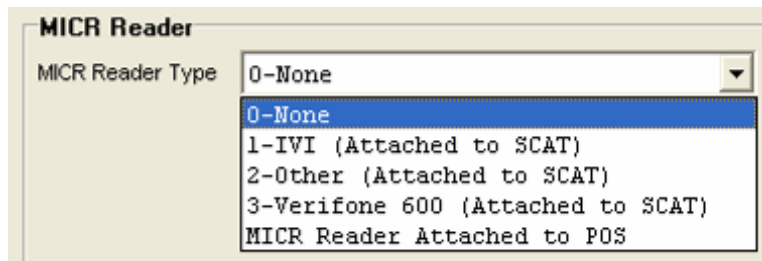 MICR Reader
MICR Reader Type 0-None
0-None
1-IVI (Attached to SCAT)
2-Other (Attached to SCAT)
3-Verifone 600 (Attached to SCAT)
MICR Reader Attached to POS